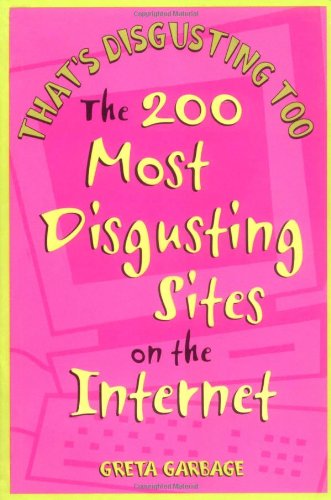 THAT'S DISGUSTING TOO
The 200
Most
Disgusting
Sites
on the
Internet
GRETA GARBAGE